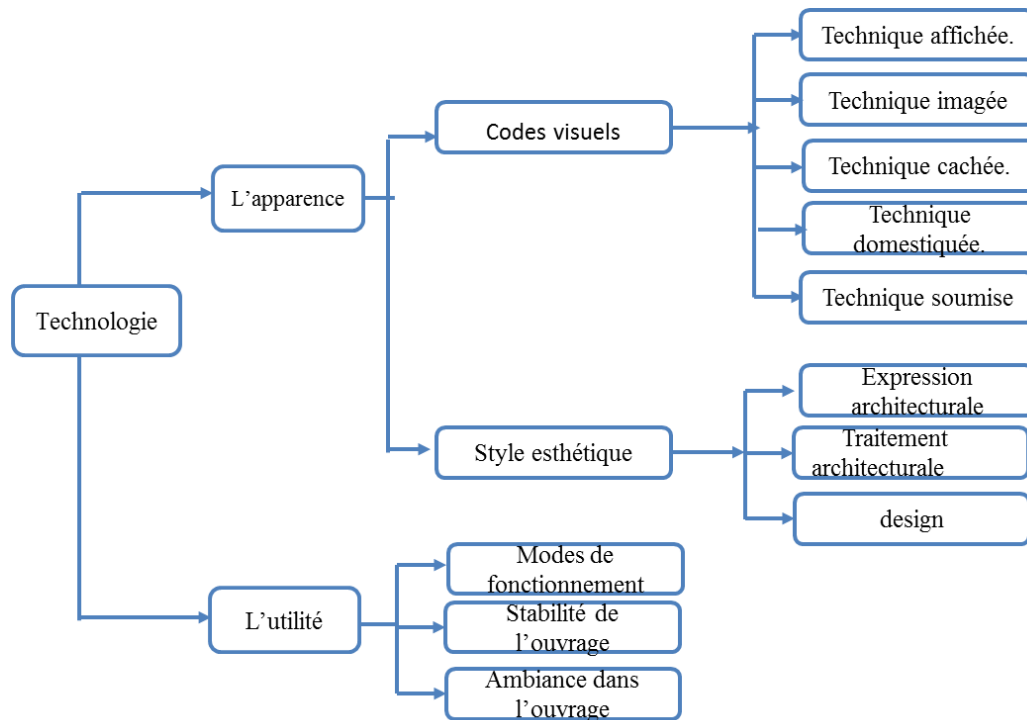 Technique affichée.
Technique imagée
Codes visuels
Technique cachée.
L’apparence
Technique
domestiquée.
Technique soumise
Technologie
Expression
architecturale
Style esthétique
Traitement
architecturale
design
Modes de
fonctionnement
L’utilité
Stabilité de
l’ouvrage
Ambiance dans
l’ouvrage